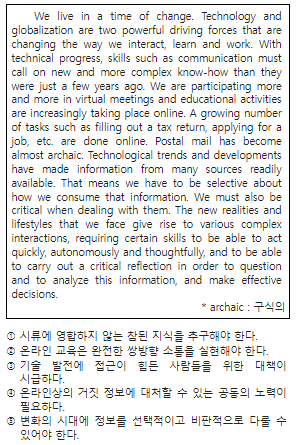 We live in a time of change. Technology and
globalization are two powerful driving forces that are
changing the way we interact, learn and work. With
technical progress, skills such as communication must
call on new and more complex know-how than they
were just a few years ago. We are participating more
and more in virtual meetings and educational activities
are increasingly taking place online. A growing number
of tasks such as filling out a tax return, applying for a
job, etc. are done online. Postal mail has become
almost archaic. Technological trends and developments
have made information from many sources readily
available. That means we have to be selective about
how we consume that information. We must also be
critical when dealing with them. The new realities and
lifestyles that we face give rise to various complex
interactions, requiring certain skills to be able to act
quickly, autonomously and thoughtfully, and to be able
to carry out a critical reflection in order to question
and to analyze this information, and make effective
decisions.
* archaic : 구식의
① 시류에 영합하지 않는 참된 지식을 추구해야 한다.
② 온라인 교육은 완전한 쌍방향 소통을 실현해야 한다.
③ 기술 발전에 접근이 힘든 사람들을 위한 대책이
시급하다.
④ 온라인상의 거짓 정보에 대처할 수 있는 공동의 노력이
필요하다.
⑤ 변화의 시대에 정보를 선택적이고 비판적으로 다룰 수
있어야 한다.